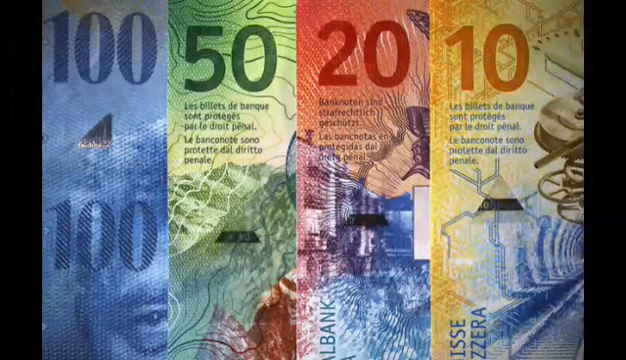 100
100
50
Les billets de banque
sont protégés
par le droit pénal.
Le banconote sono
protette dal diritto
penale.
20
Banknoten sind
strafrechtlich
geschützt.
Las bancnotas èn
protegidas dal
dretg penal.
ALBANK
10
Les billets de banque
sont protégés
par le droit pénal.
Le banconote sono
protette dal diritto
penale.
ISSE
ZZERA